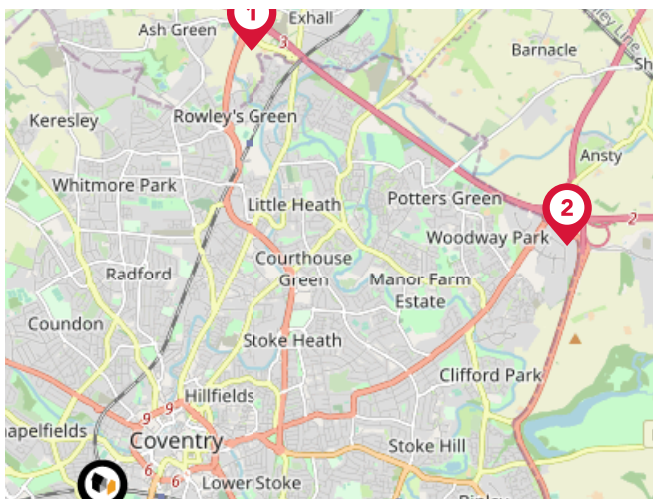 1
Exhall
Ash Green
3
Barnacle
Keresley
Rowley's Green
Ansty
Whitmore Park
Little Heath
Potters Green
2
2
Woodway Park
Courthouse
Green
Radford
Manor Farm
Estate
Coundon
Stoke Heath
Clifford Park
Hillfields
9
9
Coventry
Stoke Hill
6
6
Lower Stoke